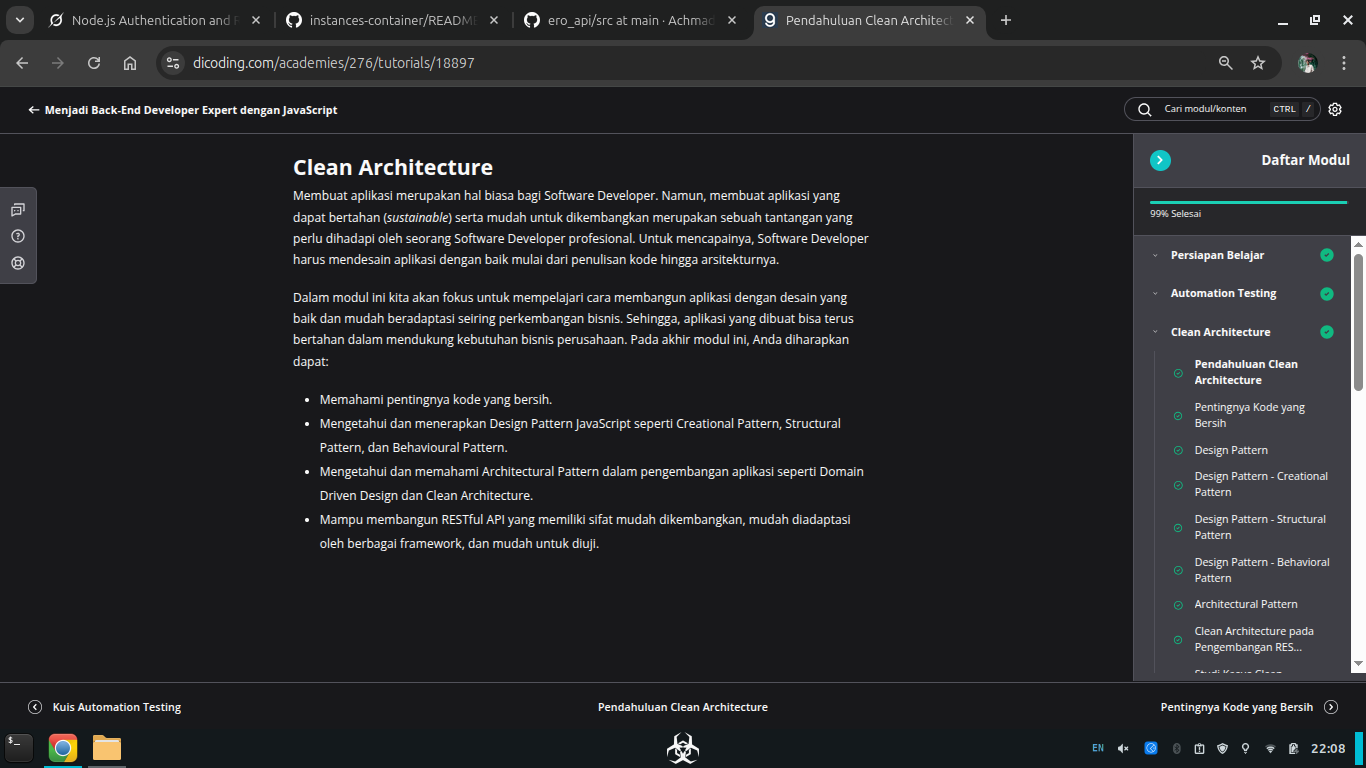 Node.js Authentication and
instances-container/README
ero_api/src at main · Achmad
Pendahuluan Clean Architect
dicoding.com/academies/276/tutorials/18897
Menjadi Back-End Developer Expert dengan JavaScript
Cari modul/konten
CTRL /
Clean Architecture
Membuat aplikasi merupakan hal biasa bagi Software Developer. Namun, membuat aplikasi yang
dapat bertahan (sustainable) serta mudah untuk dikembangkan merupakan sebuah tantangan yang
perlu dihadapi oleh seorang Software Developer profesional. Untuk mencapainya, Software Developer
harus mendesain aplikasi dengan baik mulai dari penulisan kode hingga arsitekturnya.
Dalam modul ini kita akan fokus untuk mempelajari cara membangun aplikasi dengan desain yang
baik dan mudah beradaptasi seiring perkembangan bisnis. Sehingga, aplikasi yang dibuat bisa terus
bertahan dalam mendukung kebutuhan bisnis perusahaan. Pada akhir modul ini, Anda diharapkan
dapat:
Memahami pentingnya kode yang bersih.
Mengetahui dan menerapkan Design Pattern JavaScript seperti Creational Pattern, Structural
Pattern, dan Behavioural Pattern.
Mengetahui dan memahami Architectural Pattern dalam pengembangan aplikasi seperti Domain
Driven Design dan Clean Architecture.
Mampu membangun RESTful API yang memiliki sifat mudah dikembangkan, mudah diadaptasi
oleh berbagai framework, dan mudah untuk diuji.
Daftar Modul
99% Selesai
Persiapan Belajar
Automation Testing
Clean Architecture
Pendahuluan Clean
Architecture
Pentingnya Kode yang
Bersih
Design Pattern
Design Pattern - Creational
Pattern
Design Pattern - Structural
Pattern
Design Pattern - Behavioral
Pattern
Architectural Pattern
Clean Architecture pada
Pengembangan RES...
Kuis Automation Testing
Pendahuluan Clean Architecture
Pentingnya Kode yang Bersih
EN
22:08